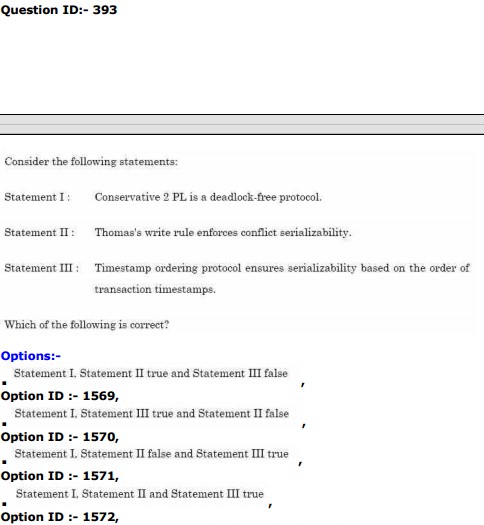 Question ID:- 393
Consider the following statements:
Statement I : Conservative 2 PL is a deadlock-free protocol.
Statement II : Thomas's write rule enforces conflict serializability.
Statement III : Timestamp ordering protocol ensures serializability based on the order of
transaction timestamps.
Which of the following is correct?
Options:-
Statement I, Statement II true and Statement III false ,
Option ID :- 1569,
Statement I, Statement III true and Statement II false ,
Option ID :- 1570,
Statement I, Statement II false and Statement III true ,
Option ID :- 1571,
Statement I, Statement II and Statement III true ,
Option ID :- 1572,